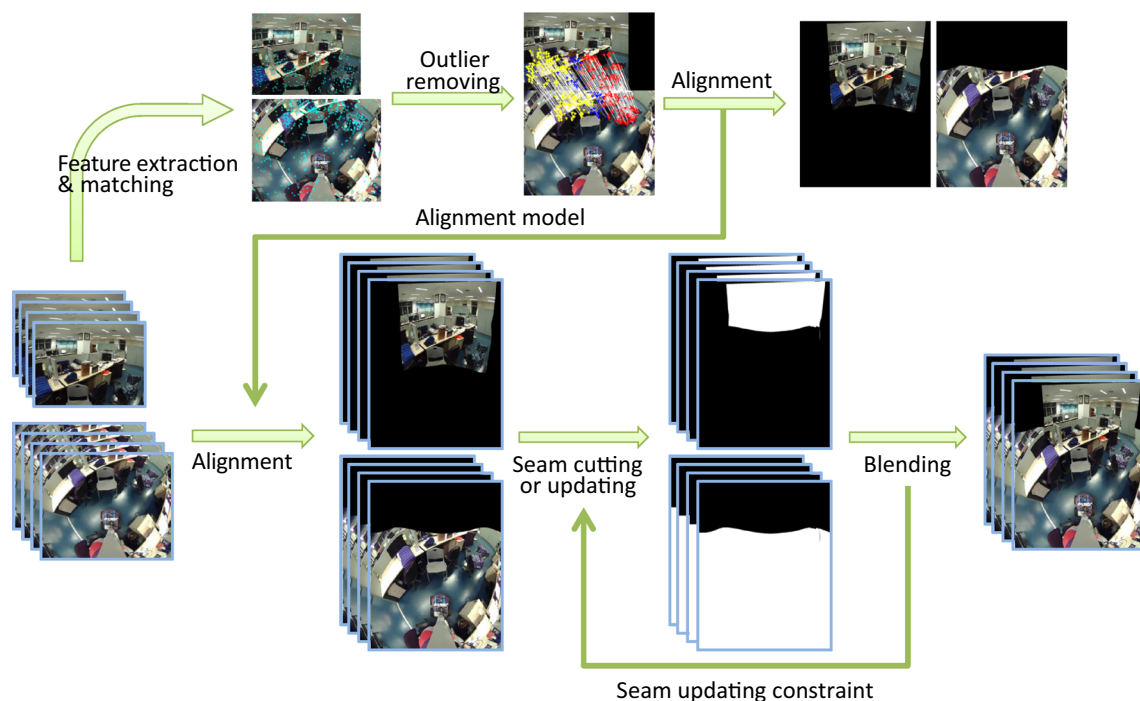 Outlier
removing
Alignment
Feature extraction
& matching
Alignment model
Alignment
Seam cutting
or updating
Blending
Seam updating constraint